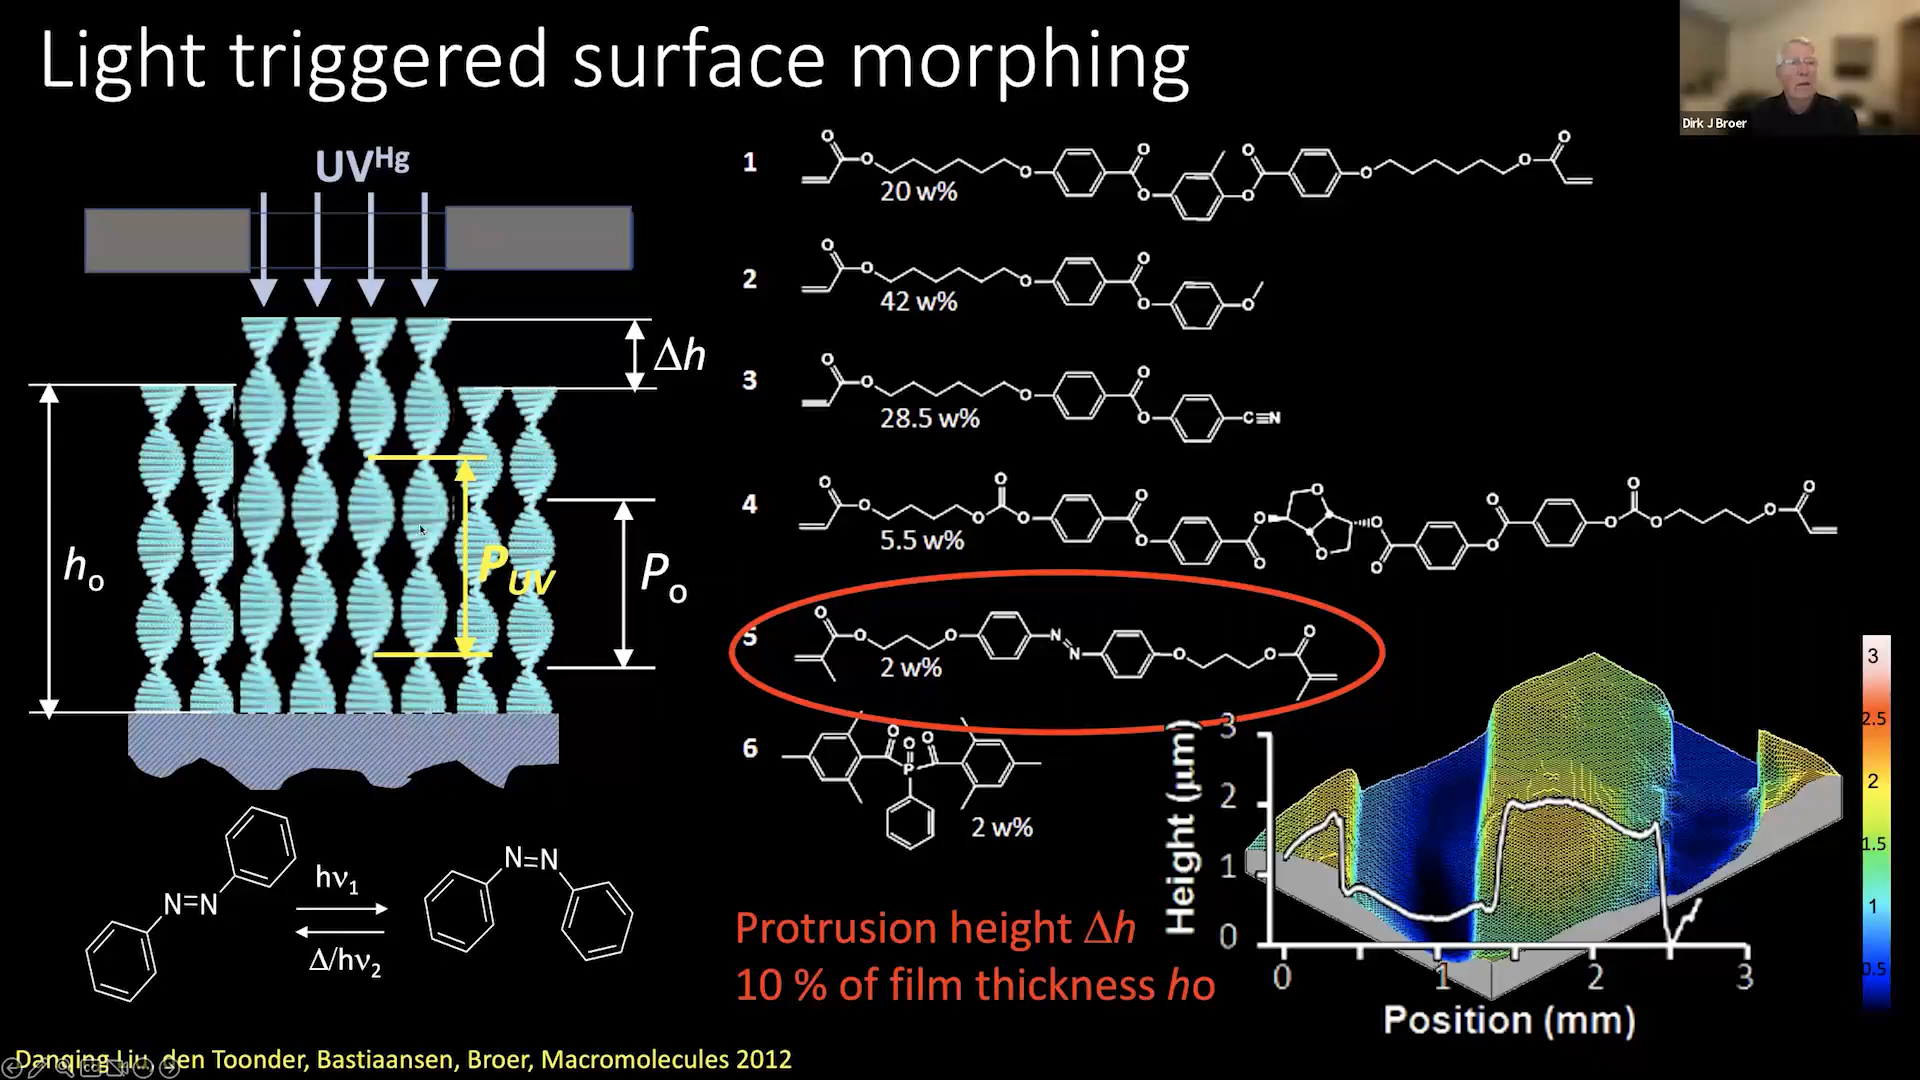 Light triggered surface morphing
Dirk J Broer
UVHg
Δh
ho
PUV
Po
1
20 w%
2
42 w%
3
28.5 w%
C≡N
4
5.5 w%
5
N
N
2 w%
6
O
P
2 w%
N=N
hν1
Δ/hν2
N=N
Protrusion height Δh
10 % of film thickness ho
Height (μm)
3
2
1
0
0
1
2
3
Position (mm)
3
2.5
2
1.5
1
0.5
Danqing Liu, den Toonder, Bastiaansen, Broer, Macromolecules 2012